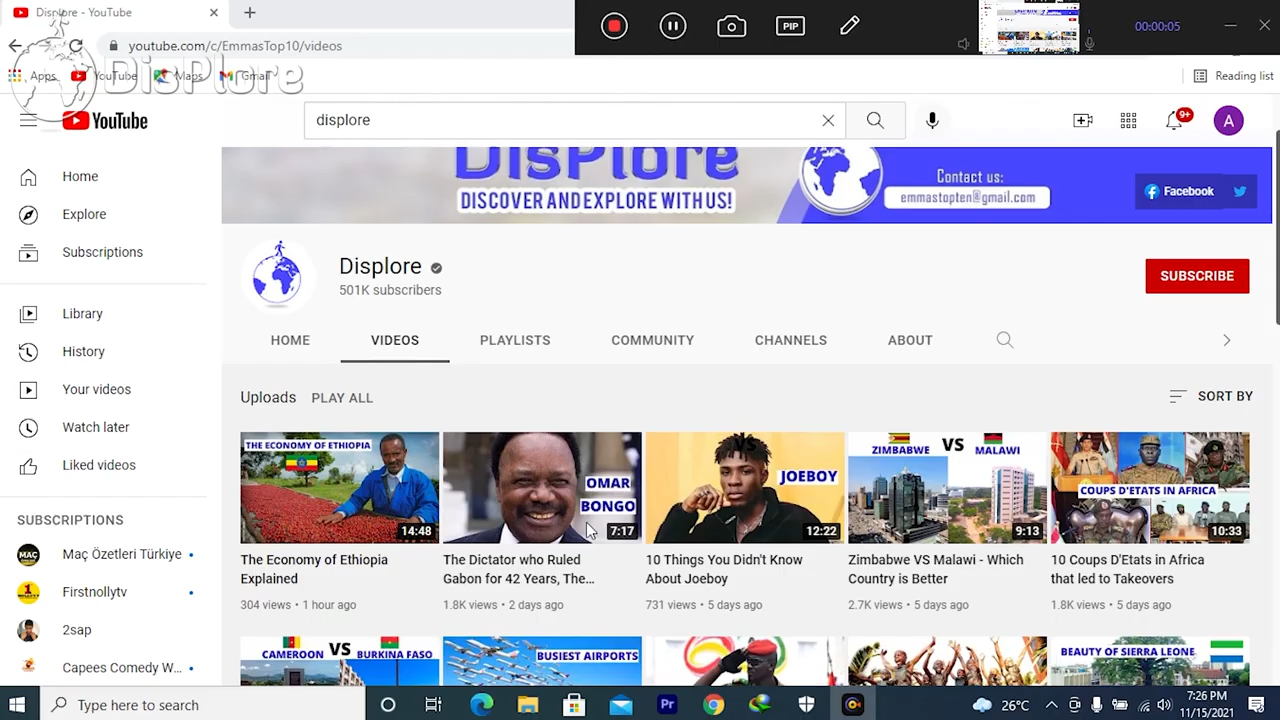 Displore - YouTube
PIP
00:00:05
youtube.com/c/EmmasTop10/videos
Apps
YouTube
Maps
Gmail
Reading list
DisPlore
YouTube
displore
9+
A
DisPlore
DISCOVER AND EXPLORE WITH US!
Contact us:
emmastopten@gmail.com
Facebook
Home
Explore
Subscriptions
Library
History
Your videos
Watch later
Liked videos
SUBSCRIPTIONS
Maç Özetleri Türkiye
Firstnollytv
2sap
Capees Comedy W...
Displore
501K subscribers
SUBSCRIBE
HOME
VIDEOS
PLAYLISTS
COMMUNITY
CHANNELS
ABOUT
Uploads
PLAY ALL
SORT BY
THE ECONOMY OF ETHIOPIA
14:48
The Economy of Ethiopia
Explained
304 views • 1 hour ago
OMAR
BONGO
7:17
The Dictator who Ruled
Gabon for 42 Years, The...
1.8K views • 2 days ago
JOEBOY
12:22
10 Things You Didn't Know
About Joeboy
731 views • 5 days ago
ZIMBABWE VS MALAWI
9:13
Zimbabwe VS Malawi - Which
Country is Better
2.7K views • 5 days ago
COUPS D'ETATS IN AFRICA
10:33
10 Coups D'Etats in Africa
that led to Takeovers
1.8K views • 5 days ago
CAMEROON VS BURKINA FASO
BUSIEST AIRPORTS
BEAUTY OF SIERRA LEONE
Type here to search
Pr
26°C
7:26 PM
11/15/2021